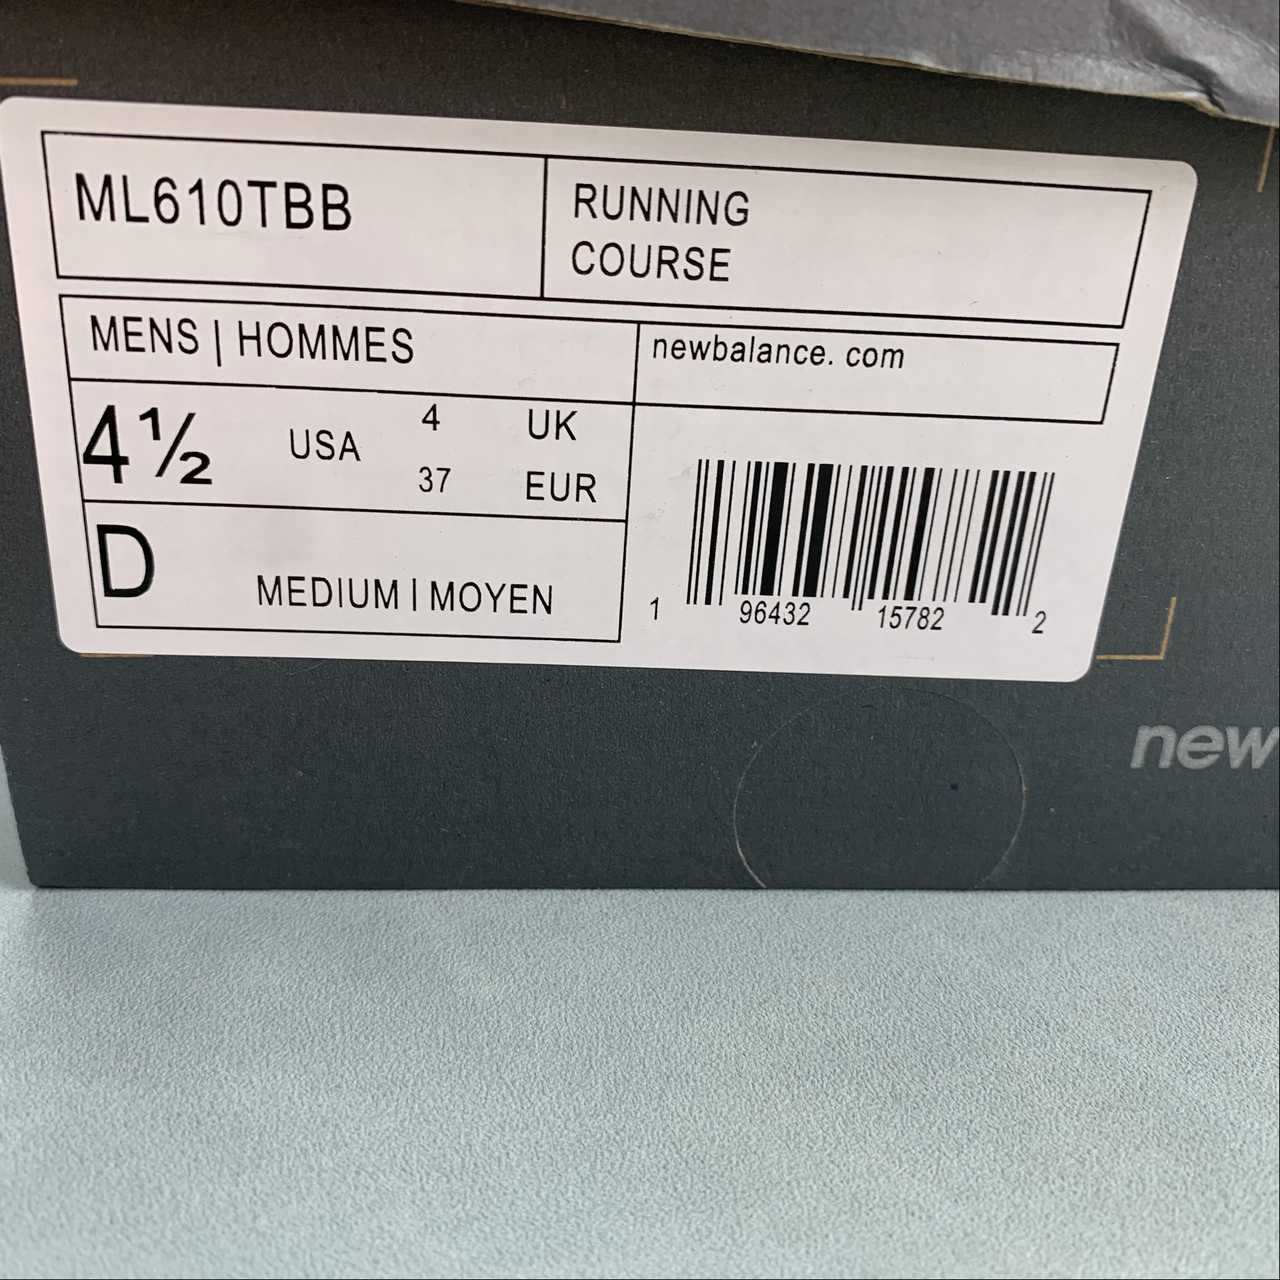 ML610TBB
RUNNING
COURSE
MENS | HOMMES
newbalance. com
4½ USA 4 UK
37 EUR
D MEDIUM | MOYEN
1 96432 15782 2
new